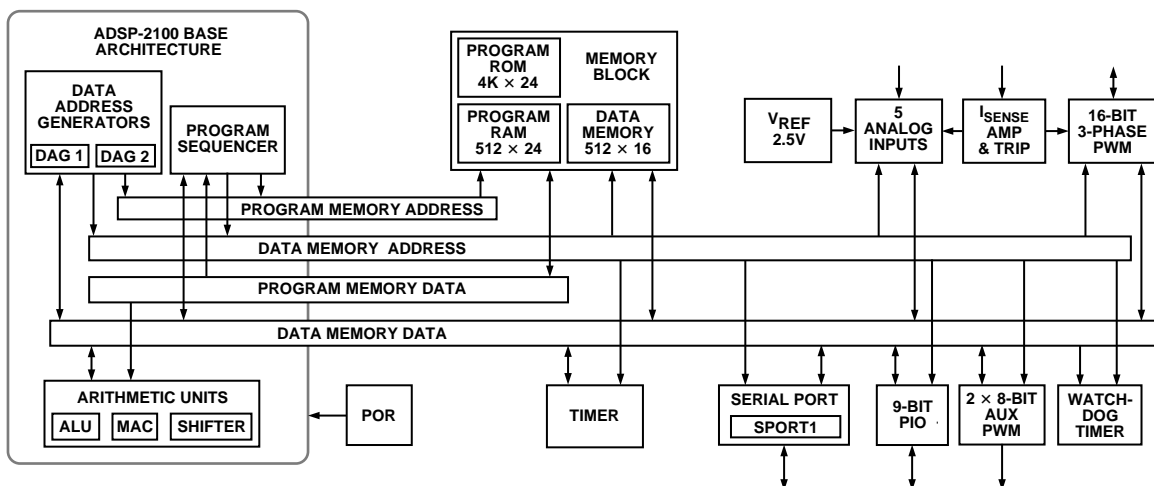 ADSP-2100 BASE
ARCHITECTURE
DATA
ADDRESS
GENERATORS
DAG 1
DAG 2
PROGRAM
SEQUENCER
PROGRAM
ROM
4K × 24
MEMORY
BLOCK
PROGRAM
RAM
512 × 24
DATA
MEMORY
512 × 16
VREF
2.5V
5
ANALOG
INPUTS
ISENSE
AMP
& TRIP
16-BIT
3-PHASE
PWM
PROGRAM MEMORY ADDRESS
DATA MEMORY ADDRESS
PROGRAM MEMORY DATA
DATA MEMORY DATA
ARITHMETIC UNITS
ALU
MAC
SHIFTER
POR
TIMER
SERIAL PORT
SPORT1
9-BIT
PIO
2 × 8-BIT
AUX
PWM
WATCH-
DOG
TIMER